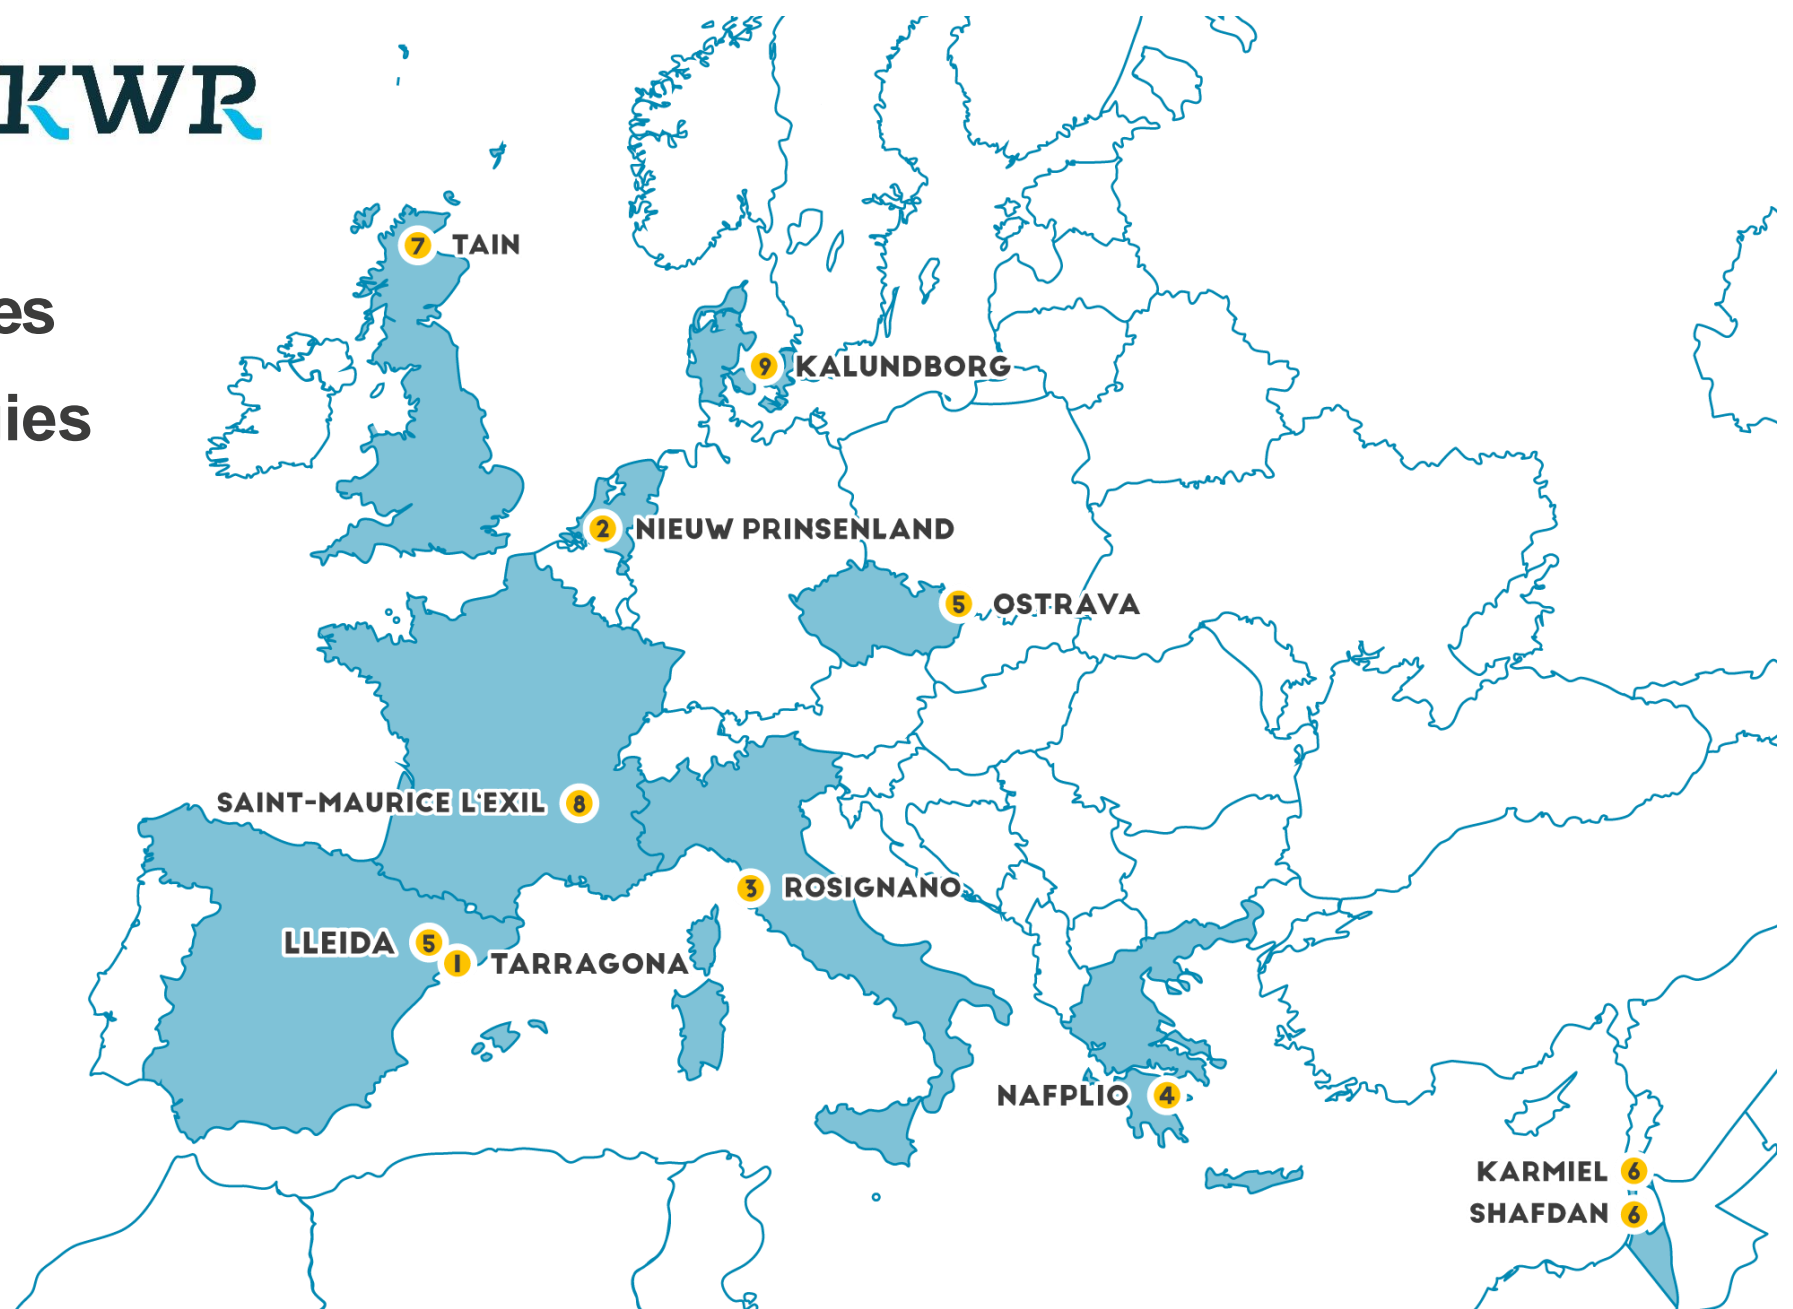 KWR
7 TAIN
es
9 KALUNDBORG
ies
2 NIEUW PRINSENLAND
5 OSTRAVA
SAINT-MAURICE L'EXIL 8
3 ROSIGNANO
LLEIDA 5
1 TARRAGONA
NAFPLIO 4
KARMIEL 6
SHAFDAN 6